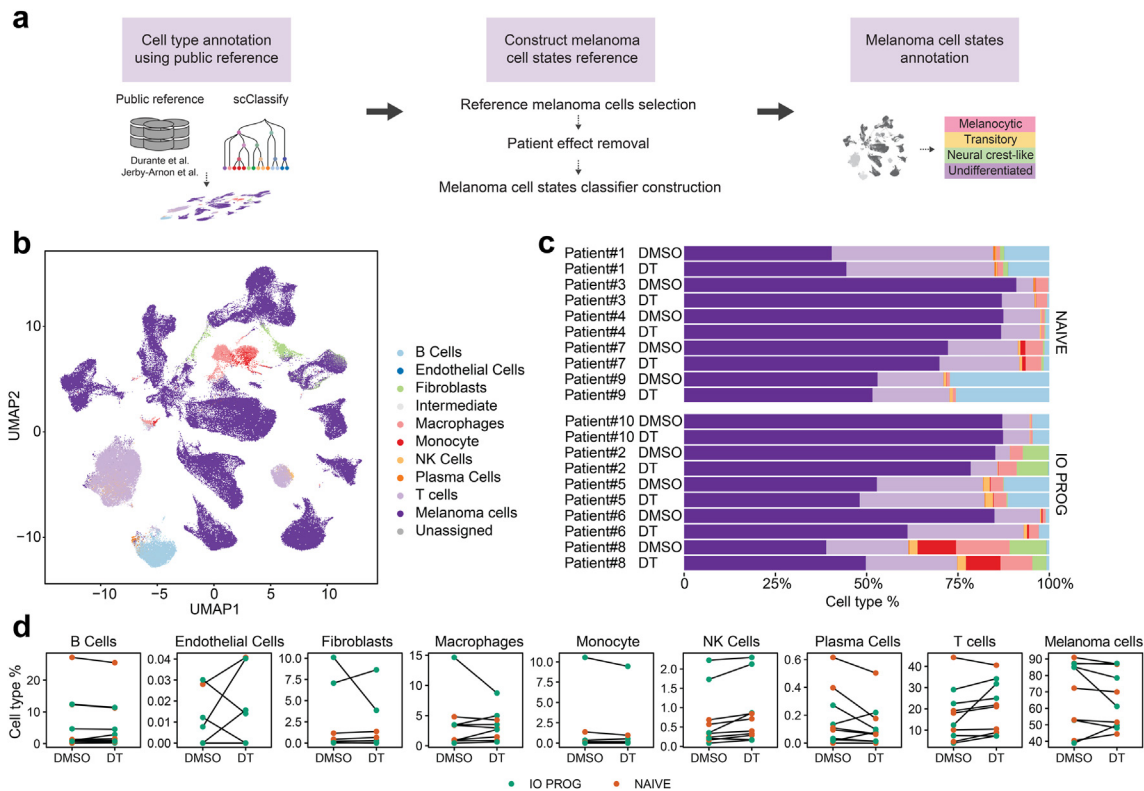 a
Cell type annotation
using public reference
Construct melanoma
cell states reference
Melanoma cell states
annotation
Public reference
scClassify
Durante et al.
Jerby-Arnon et al.
Reference melanoma cells selection
Patient effect removal
Melanoma cell states classifier construction
Melanocytic
Transitory
Neural crest-like
Undifferentiated
b
UMAP2
10
0
−10
−10
−5
0
5
10
UMAP1
B Cells
Endothelial Cells
Fibroblasts
Intermediate
Macrophages
Monocyte
NK Cells
Plasma Cells
T cells
Melanoma cells
Unassigned
c
Patient#1 DMSO
Patient#1 DT
Patient#3 DMSO
Patient#3 DT
Patient#4 DMSO
Patient#4 DT
Patient#7 DMSO
Patient#7 DT
Patient#9 DMSO
Patient#9 DT
NAIVE
Patient#10 DMSO
Patient#10 DT
Patient#2 DMSO
Patient#2 DT
Patient#5 DMSO
Patient#5 DT
Patient#6 DMSO
Patient#6 DT
Patient#8 DMSO
Patient#8 DT
IO PROG
0 25% 50% 75% 100%
Cell type %
d
Cell type %
B Cells
20
10
0
DMSO DT
Endothelial Cells
0.04
0.03
0.02
0.01
0.00
DMSO DT
Fibroblasts
10.0
7.5
5.0
2.5
0.0
DMSO DT
Macrophages
15
10
5
0
DMSO DT
Monocyte
10.0
7.5
5.0
2.5
0.0
DMSO DT
NK Cells
2.0
1.5
1.0
0.5
0.0
DMSO DT
Plasma Cells
0.6
0.4
0.2
0.0
DMSO DT
T cells
40
30
20
10
DMSO DT
Melanoma cells
90
80
70
60
50
40
DMSO DT
IO PROG
NAIVE